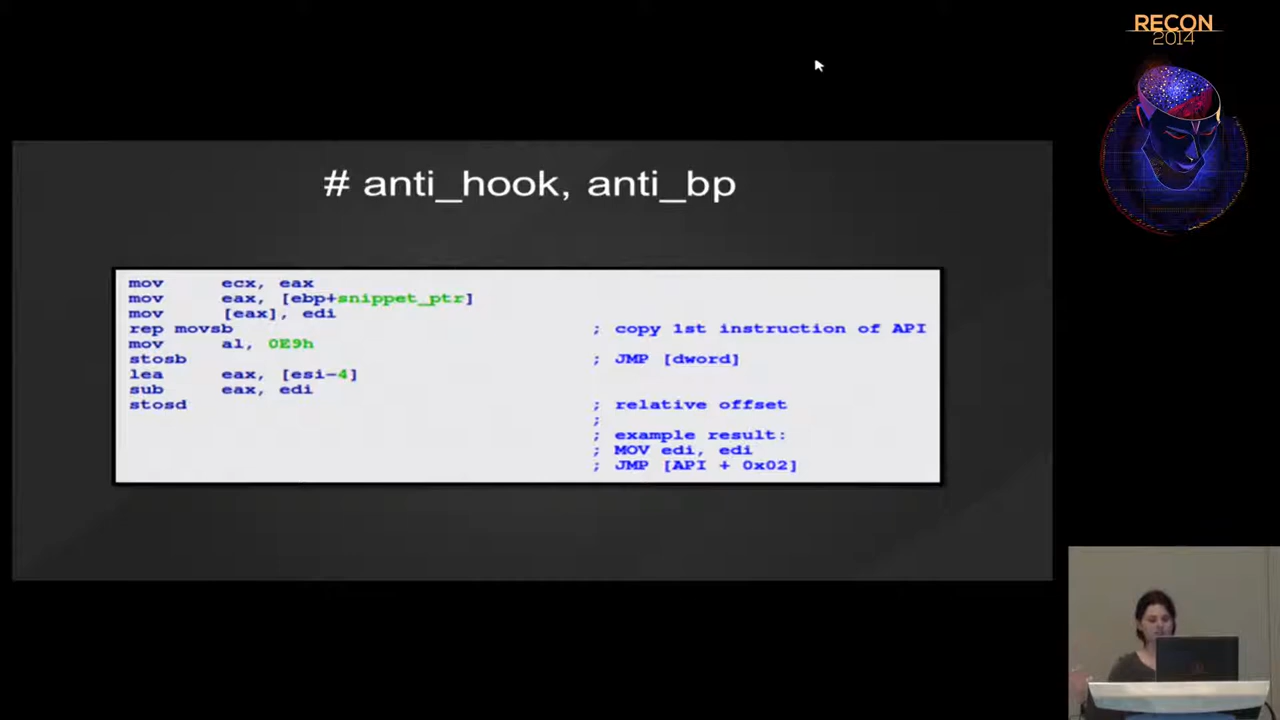 RECON
2014
# anti_hook, anti_bp
mov ecx, eax
mov eax, [ebp+snippet_ptr]
mov [eax], edi
rep movsb ; copy 1st instruction of API
mov al, 0E9h
stosb ; JMP [dword]
lea eax, [esi-4]
sub eax, edi
stosd ; relative offset
;
; example result:
; MOV edi, edi
; JMP [API + 0x02]